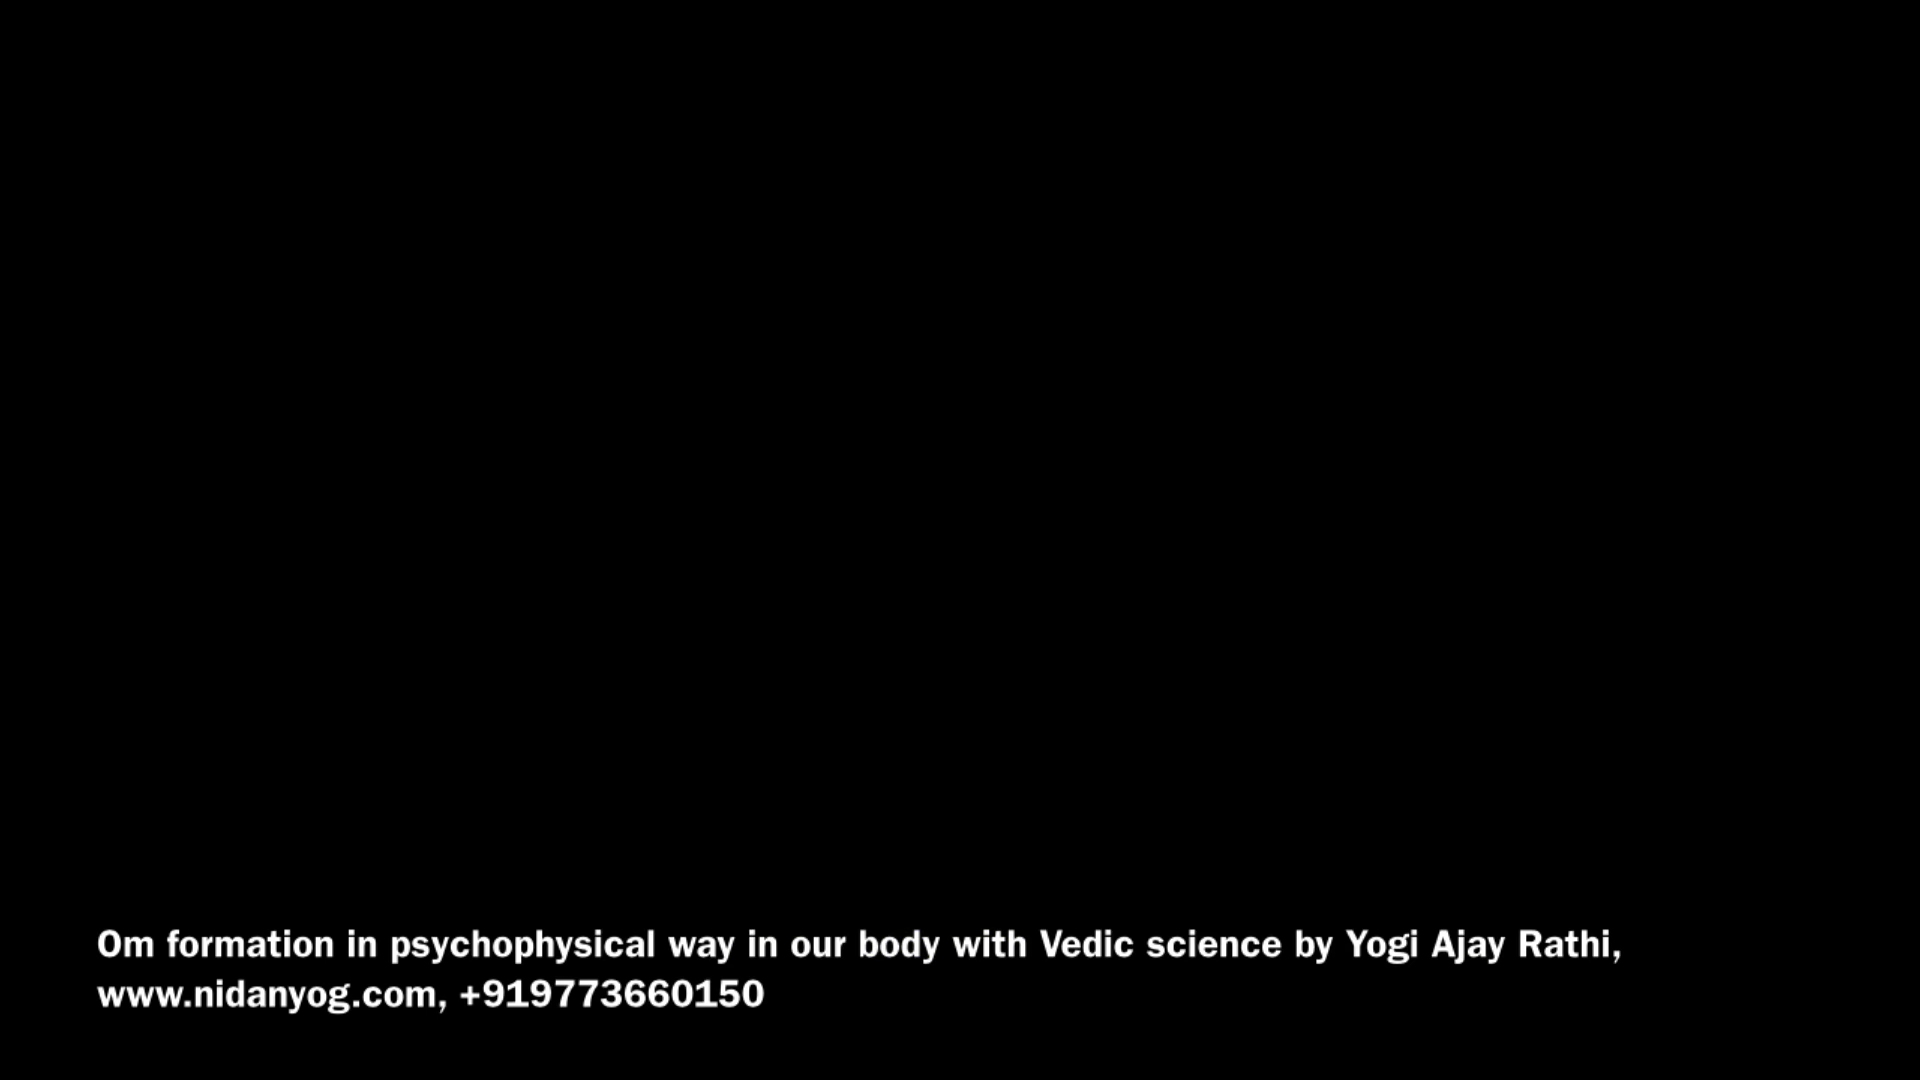 Om formation in psychophysical way in our body with Vedic science by Yogi Ajay Rathi,
www.nidanyog.com, +919773660150